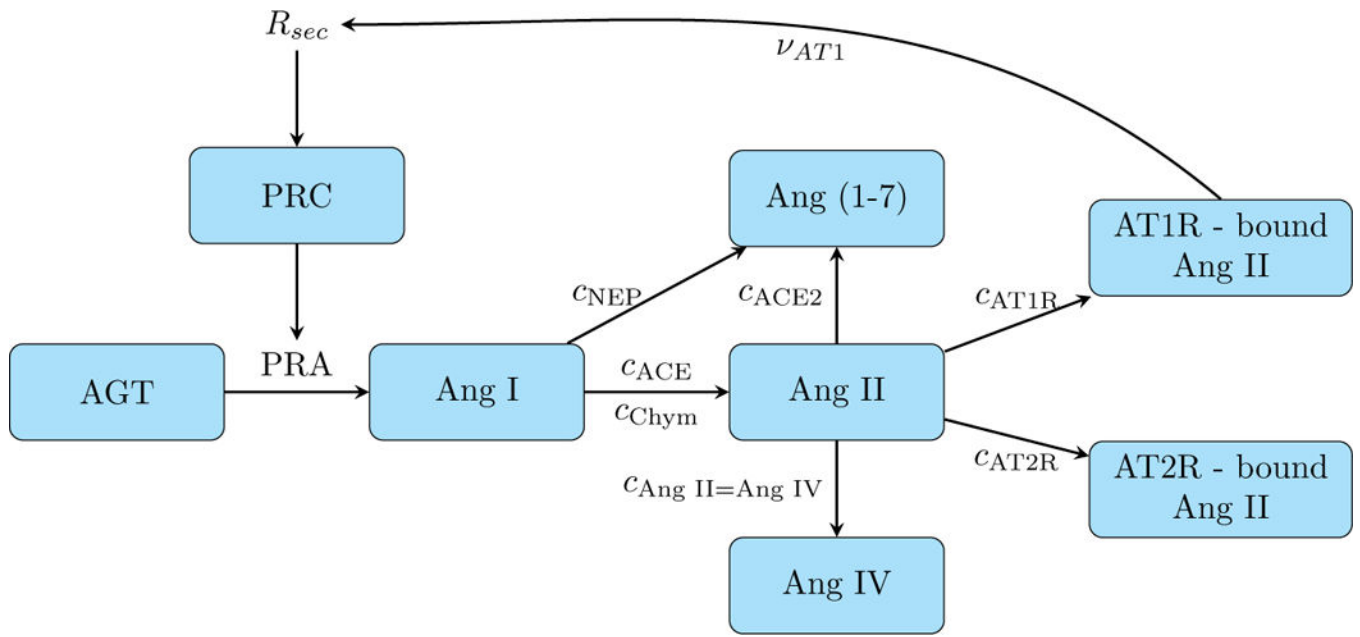 R_sec
ν_AT1
PRC
Ang (1-7)
AT1R - bound
Ang II
c_NEP
c_ACE2
c_AT1R
PRA
AGT
Ang I
c_ACE
c_Chym
Ang II
c_AT2R
AT2R - bound
Ang II
c_Ang II=Ang IV
Ang IV